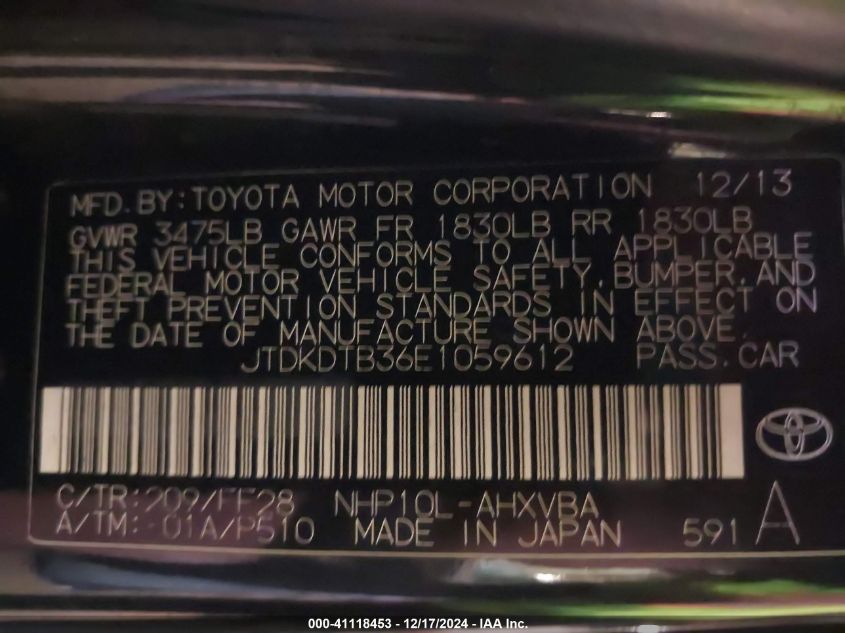 MFD. BY: TOYOTA MOTOR CORPORATION 12/13
GVWR 3475LB GAWR FR 1830LB RR 1830LB
THIS VEHICLE CONFORMS TO ALL APPLICABLE
FEDERAL MOTOR VEHICLE SAFETY, BUMPER, AND
THEFT PREVENTION STANDARDS IN EFFECT ON
THE DATE OF MANUFACTURE SHOWN ABOVE.
JTDKDTB36E1059612 PASS. CAR
C/TR: 209/FF28 NHP10L-AHXVBA
A/TM: -01A/P510 MADE IN JAPAN 591 A
000-41118453 - 12/17/2024 - IAA Inc.